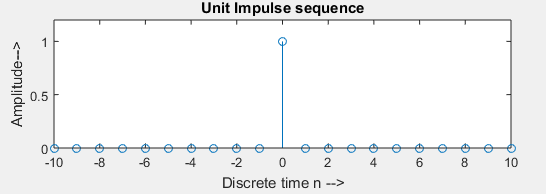 Unit Impulse sequence
Amplitude-->
1
0.5
0
-10 -8 -6 -4 -2 0 2 4 6 8 10
Discrete time n -->